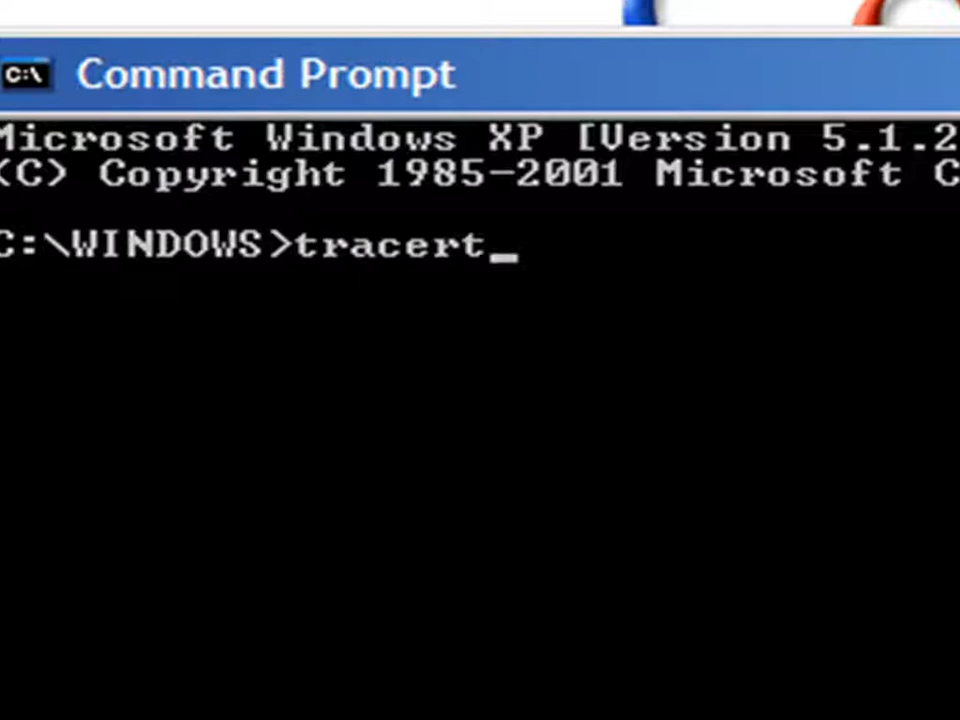 C:\
Command Prompt
Microsoft Windows XP [Version 5.1.2
(C) Copyright 1985-2001 Microsoft C
C:\WINDOWS>tracert_